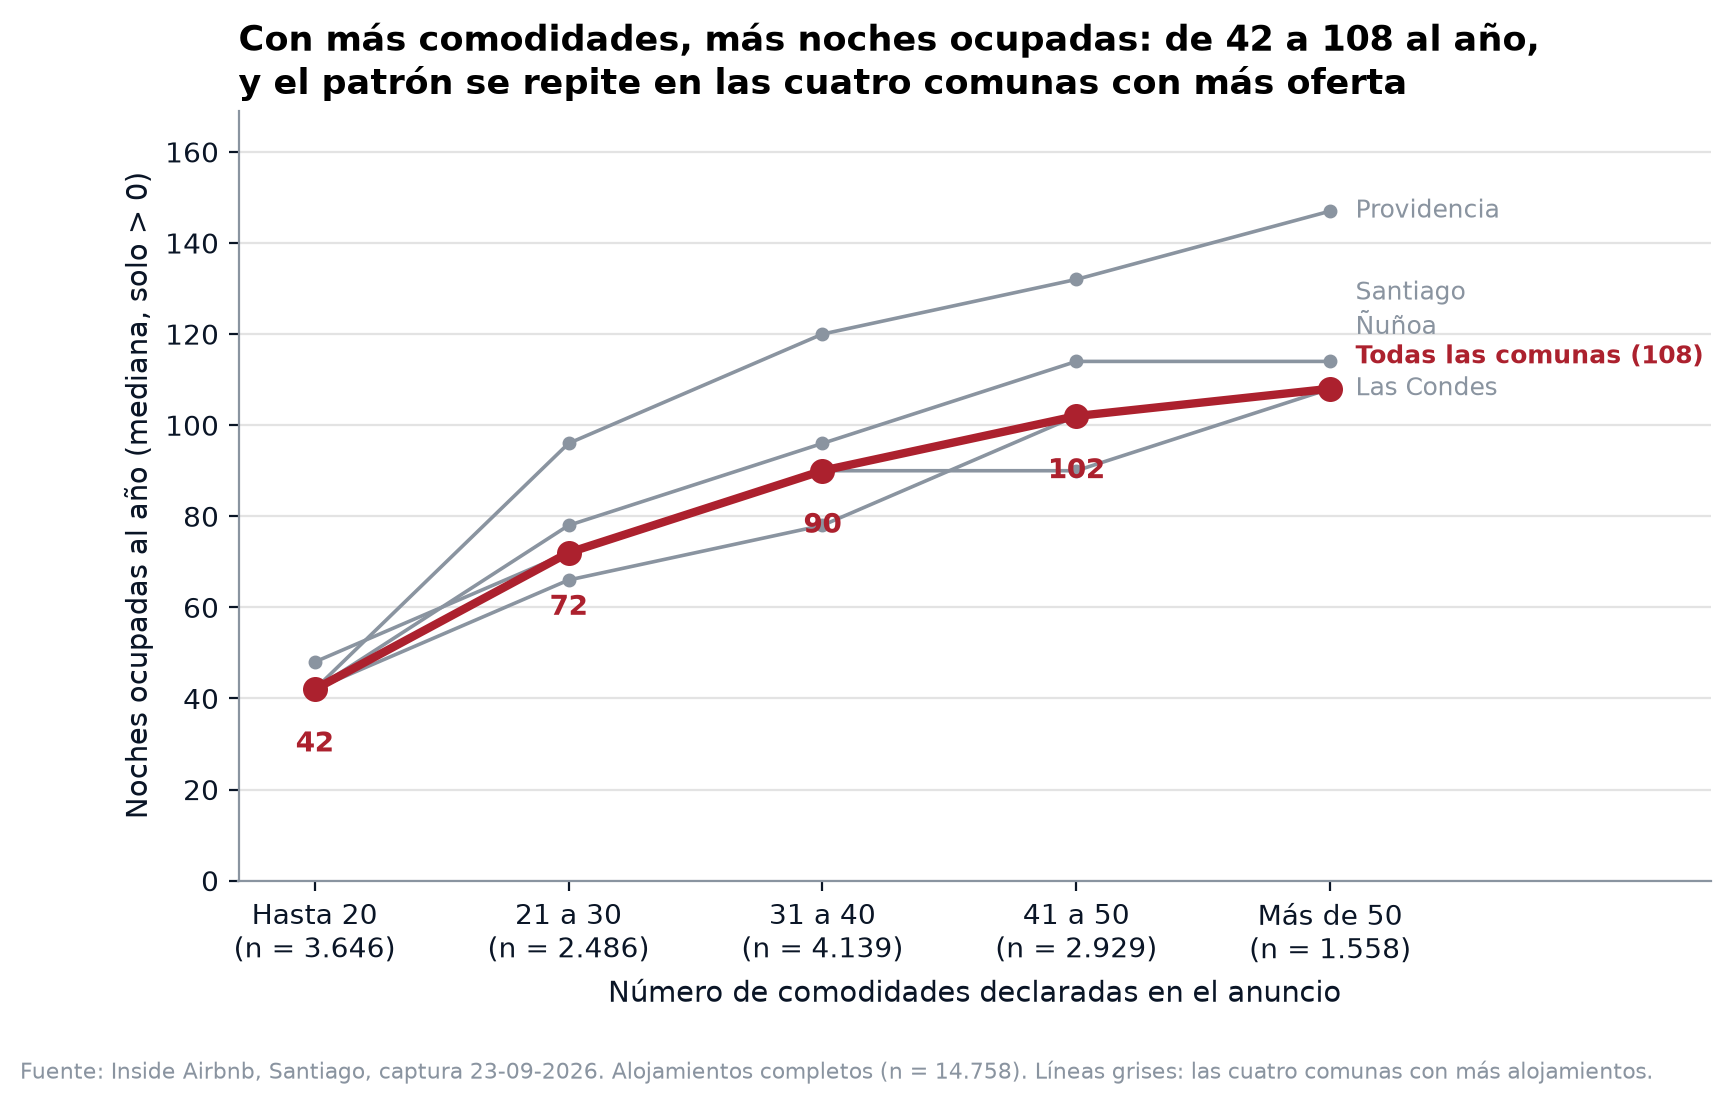 Con más comodidades, más noches ocupadas: de 42 a 108 al año,
y el patrón se repite en las cuatro comunas con más oferta
Noches ocupadas al año (mediana, solo > 0)
160
140
120
100
80
60
40
20
0
Providencia
Santiago
Ñuñoa
Todas las comunas (108)
Las Condes
42
72
90
102
Hasta 20
(n = 3.646)
21 a 30
(n = 2.486)
31 a 40
(n = 4.139)
41 a 50
(n = 2.929)
Más de 50
(n = 1.558)
Número de comodidades declaradas en el anuncio
Fuente: Inside Airbnb, Santiago, captura 23-09-2026. Alojamientos completos (n = 14.758). Líneas grises: las cuatro comunas con más alojamientos.